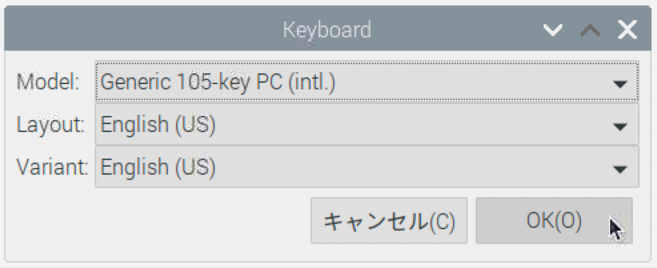 Keyboard
Model: Generic 105-key PC (intl.)
Layout: English (US)
Variant: English (US)
キャンセル(C) OK(O)